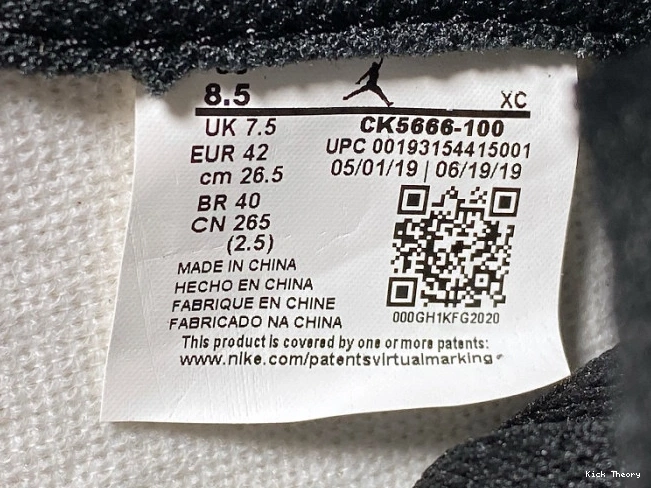 8.5
XC
UK 7.5
CK5666-100
EUR 42
UPC 00193154415001
cm 26.5
05/01/19 | 06/19/19
BR 40
CN 265
(2.5)
MADE IN CHINA
HECHO EN CHINA
FABRIQUE EN CHINE
FABRICADO NA CHINA
000GH1KFG2020
This product is covered by one or more patents:
www.nike.com/patentsvirtualmarking
Kick Theory